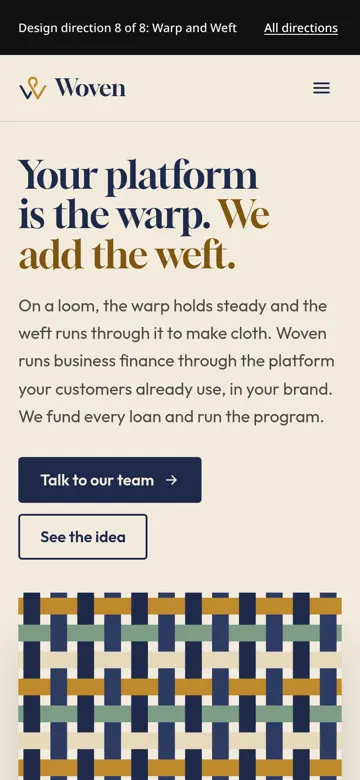 Design direction 8 of 8: Warp and Weft
All directions
Woven
Your platform
is the warp. We
add the weft.
On a loom, the warp holds steady and the
weft runs through it to make cloth. Woven
runs business finance through the platform
your customers already use, in your brand.
We fund every loan and run the program.
Talk to our team →
See the idea